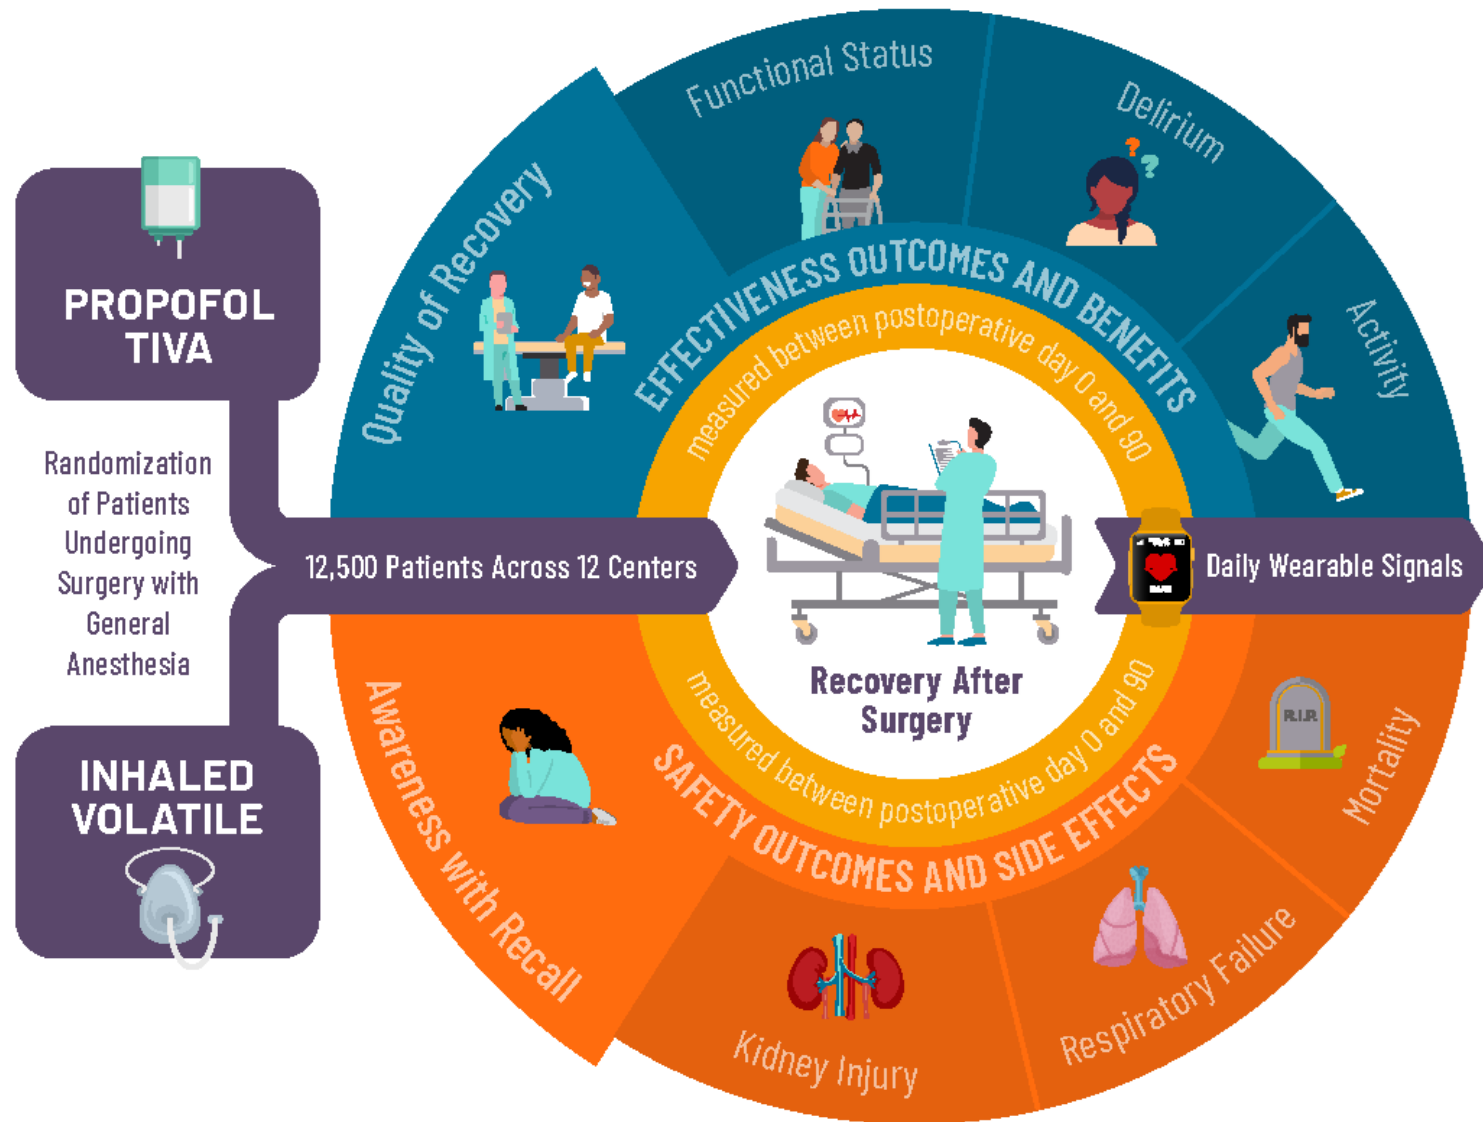 PROPOFOL
TIVA
Randomization
of Patients
Undergoing
Surgery with
General
Anesthesia
INHALED
VOLATILE
12,500 Patients Across 12 Centers
Quality of Recovery
Functional Status
Delirium
Activity
EFFECTIVENESS OUTCOMES AND BENEFITS
measured between postoperative day 0 and 90
Recovery After
Surgery
Daily Wearable Signals
measured between postoperative day 0 and 90
SAFETY OUTCOMES AND SIDE EFFECTS
Awareness with Recall
Kidney Injury
Respiratory Failure
Mortality
R.I.P.